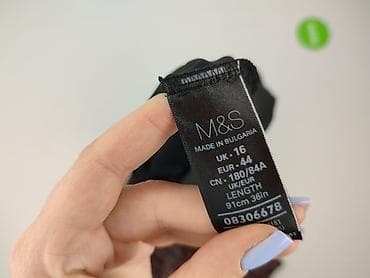 M&S
MADE IN BULGARIA
UK - 16
EUR - 44
CN - 180/84A
UK/EUR
LENGTH
91cm 36in
08306678